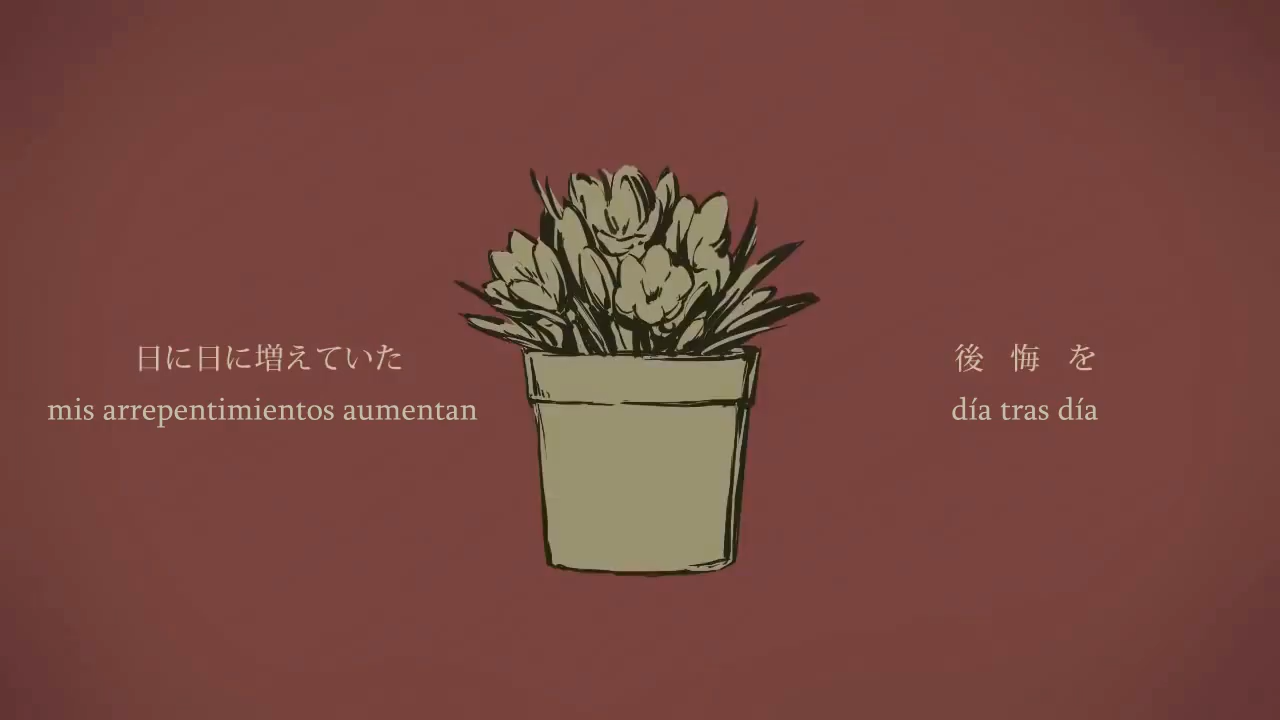 日に日に増えていた
mis arrepentimientos aumentan
後悔を
día tras día